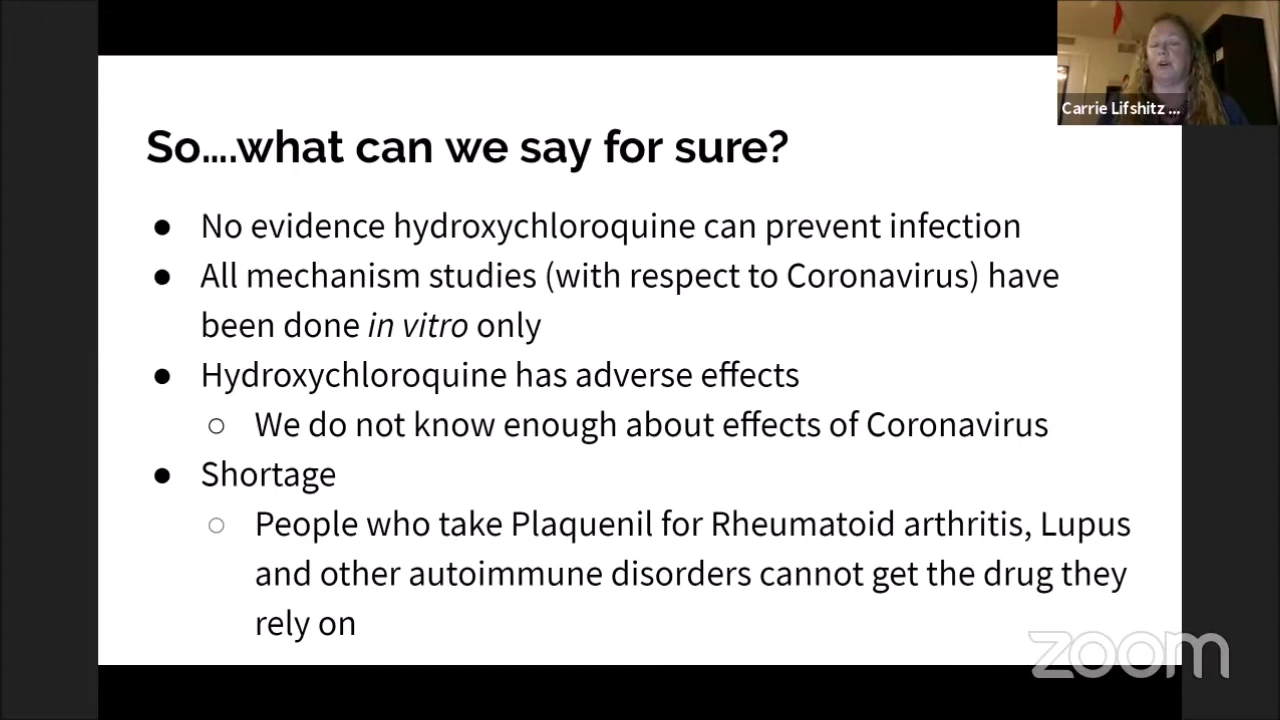 Carrie Lifshitz ...
So....what can we say for sure?
● No evidence hydroxychloroquine can prevent infection
● All mechanism studies (with respect to Coronavirus) have
been done in vitro only
● Hydroxychloroquine has adverse effects
○ We do not know enough about effects of Coronavirus
● Shortage
○ People who take Plaquenil for Rheumatoid arthritis, Lupus
and other autoimmune disorders cannot get the drug they
rely on
zoom